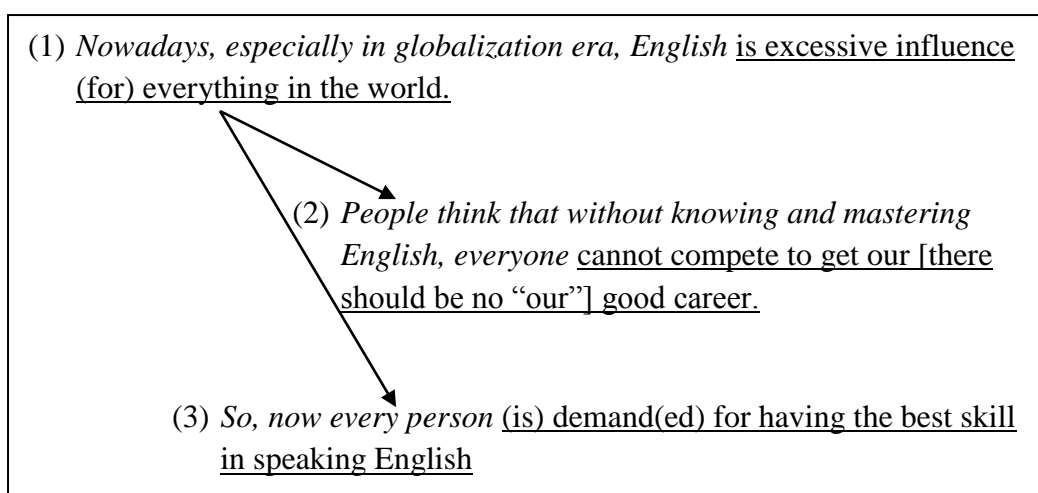 (1) Nowadays, especially in globalization era, English is excessive influence
(for) everything in the world.
(2) People think that without knowing and mastering
English, everyone cannot compete to get our [there
should be no “our”] good career.
(3) So, now every person (is) demand(ed) for having the best skill
in speaking English